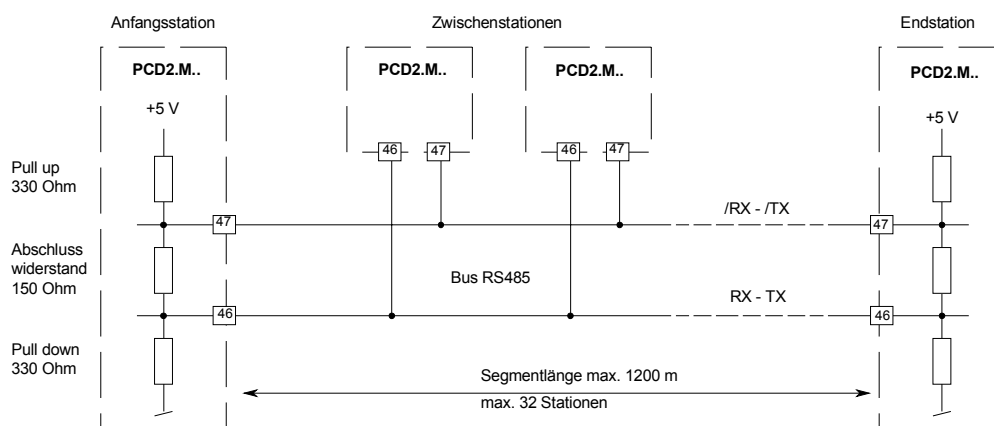 Anfangsstation
Zwischenstationen
Endstation
PCD2.M..
PCD2.M..
PCD2.M..
PCD2.M..
+5 V
+5 V
46
47
46
47
Pull up
330 Ohm
47
/RX - /TX
47
Abschluss
widerstand
150 Ohm
Bus RS485
46
RX - TX
46
Pull down
330 Ohm
Segmentlänge max. 1200 m
max. 32 Stationen